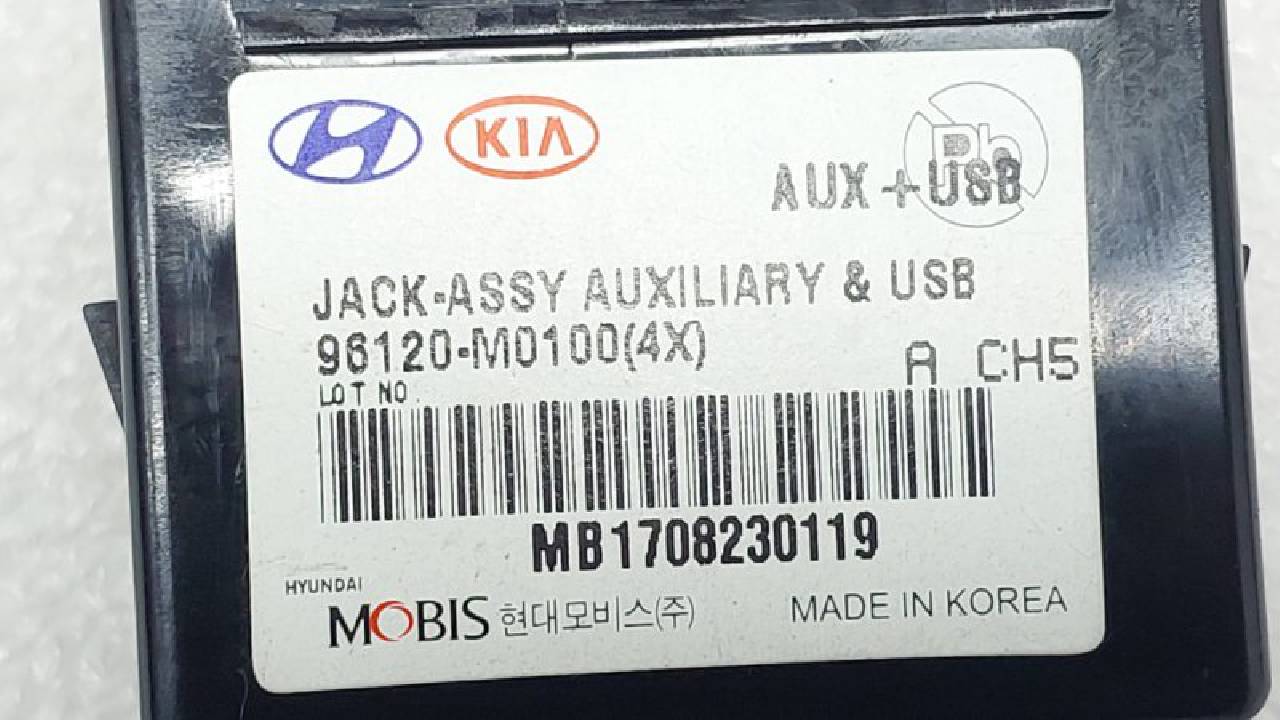 KIA
Pb
AUX + USB
JACK-ASSY AUXILIARY & USB
96120-M0100(4X)
A CH5
LOT NO.
MB1708230119
HYUNDAI
MOBIS 현대모비스(주)
MADE IN KOREA